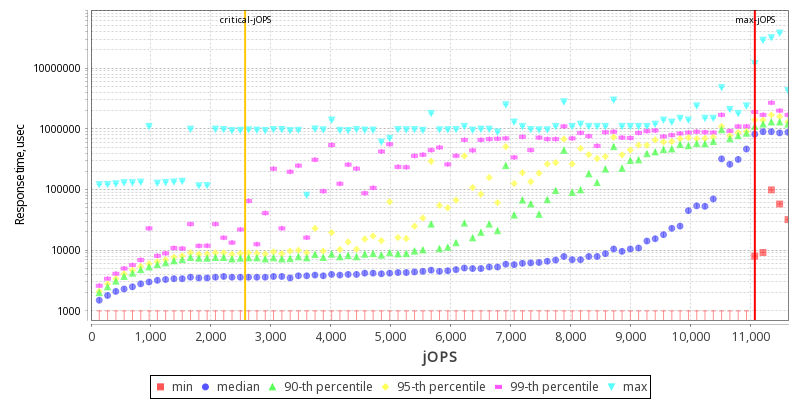 critical-jOPS max-jOPS
Response time, usec
10000000
1000000
100000
10000
1000
0 1,000 2,000 3,000 4,000 5,000 6,000 7,000 8,000 9,000 10,000 11,000
jOPS
min median 90-th percentile 95-th percentile 99-th percentile max